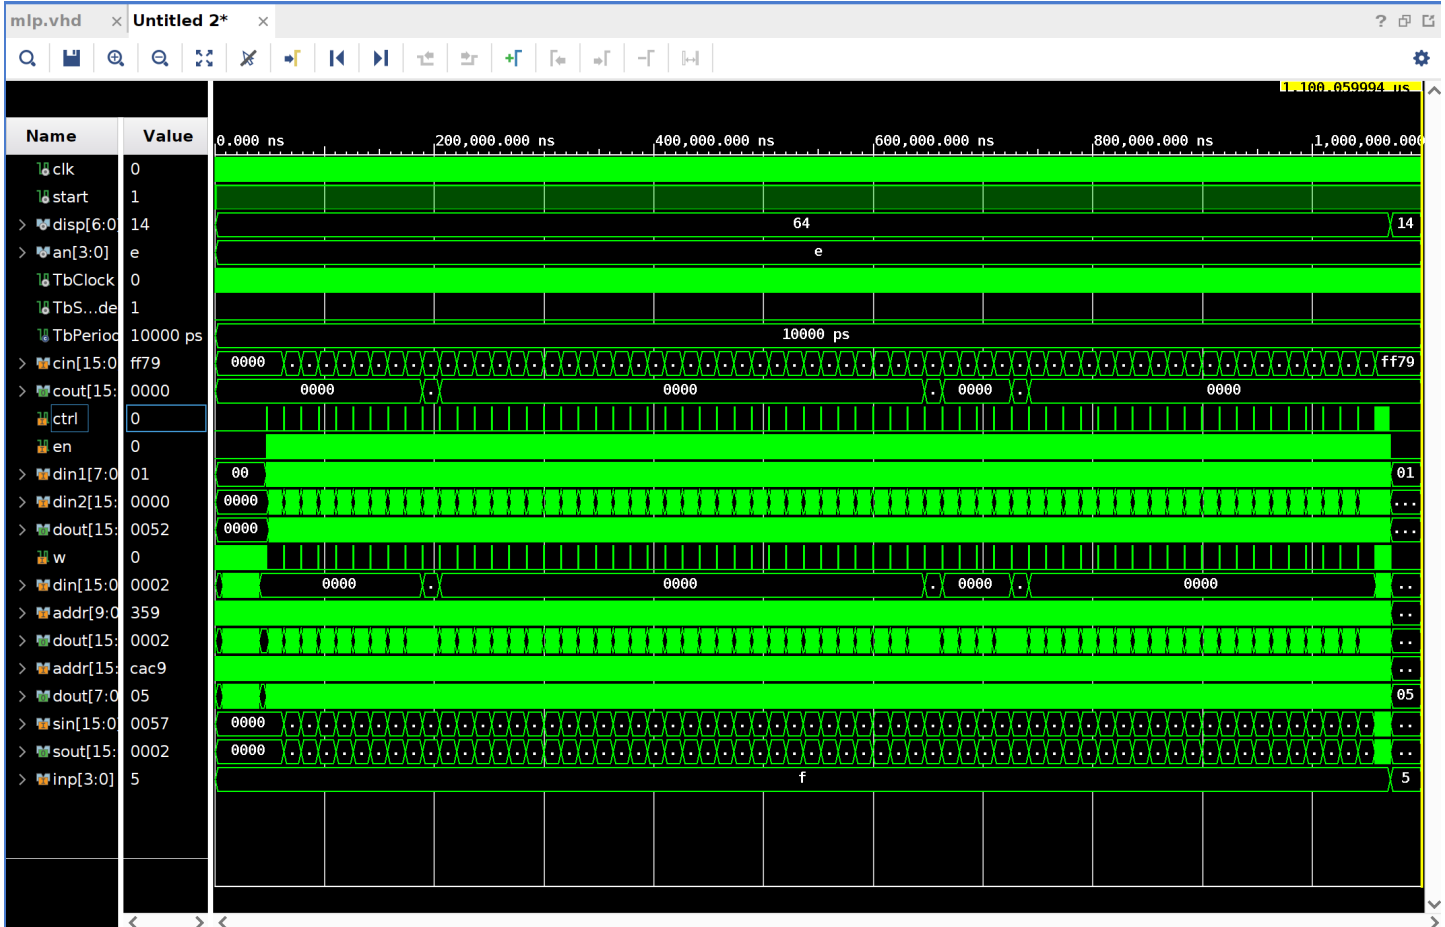 mlp.vhd × Untitled 2* ×
1,100.059994 us
Name Value
0.000 ns 200,000.000 ns 400,000.000 ns 600,000.000 ns 800,000.000 ns 1,000,000.000
clk 0
start 1
disp[6:0] 14 64 14
an[3:0] e e
TbClock 0
TbS...de 1
TbPerioc 10000 ps 10000 ps
cin[15:0 ff79 0000 ff79
cout[15: 0000 0000 . 0000 . 0000 . 0000
ctrl 0
en 0
din1[7:0 01 00 01
din2[15: 0000 0000 ...
dout[15: 0052 0000 ...
w 0
din[15:0 0002 0000 . 0000 . 0000 . 0000 ..
addr[9:0 359 ..
dout[15: 0002 ..
addr[15: cac9 ..
dout[7:0 05 05
sin[15:0 0057 0000 ..
sout[15: 0002 0000 ..
inp[3:0] 5 f 5